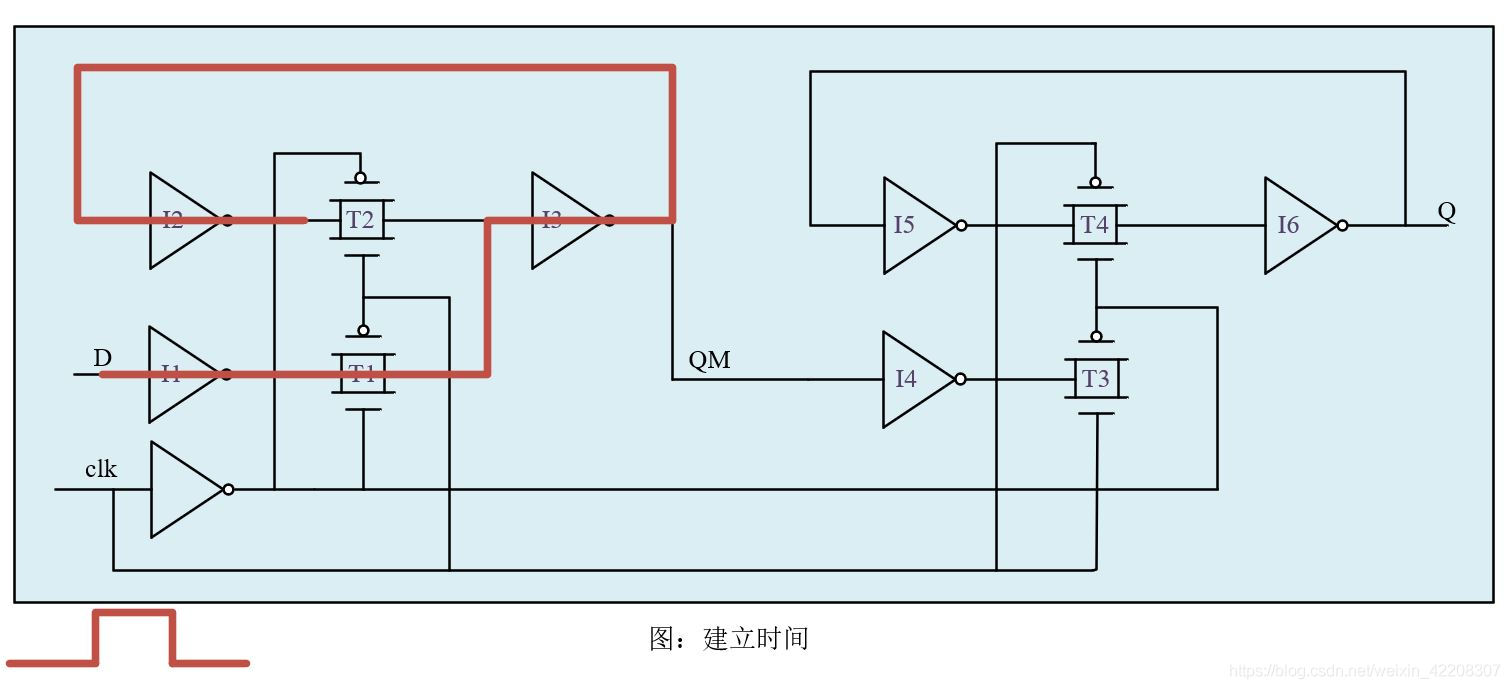 I2
T2
I3
I5
T4
I6
Q
D
I1
T1
QM
I4
T3
clk
图：建立时间
https://blog.csdn.net/weixin_42208307